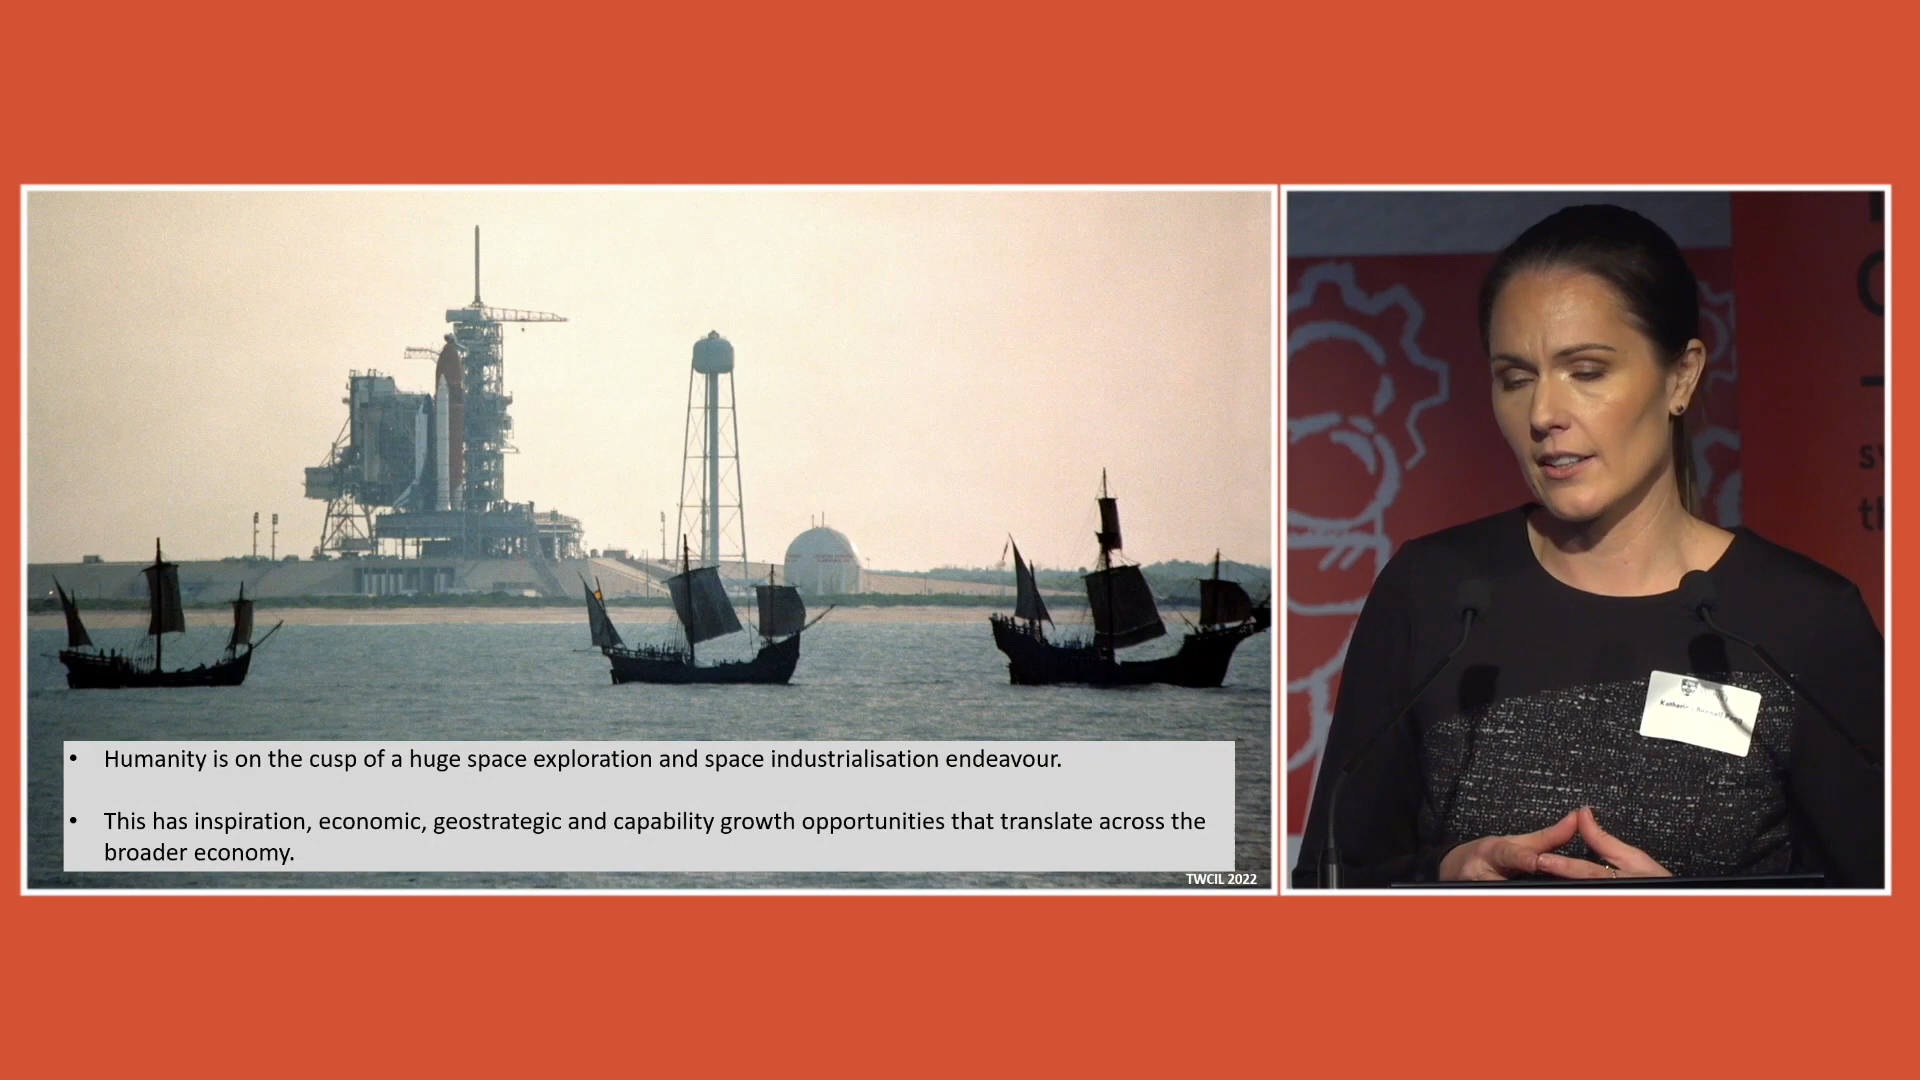 • Humanity is on the cusp of a huge space exploration and space industrialisation endeavour.
• This has inspiration, economic, geostrategic and capability growth opportunities that translate across the
broader economy.
TWCIL 2022